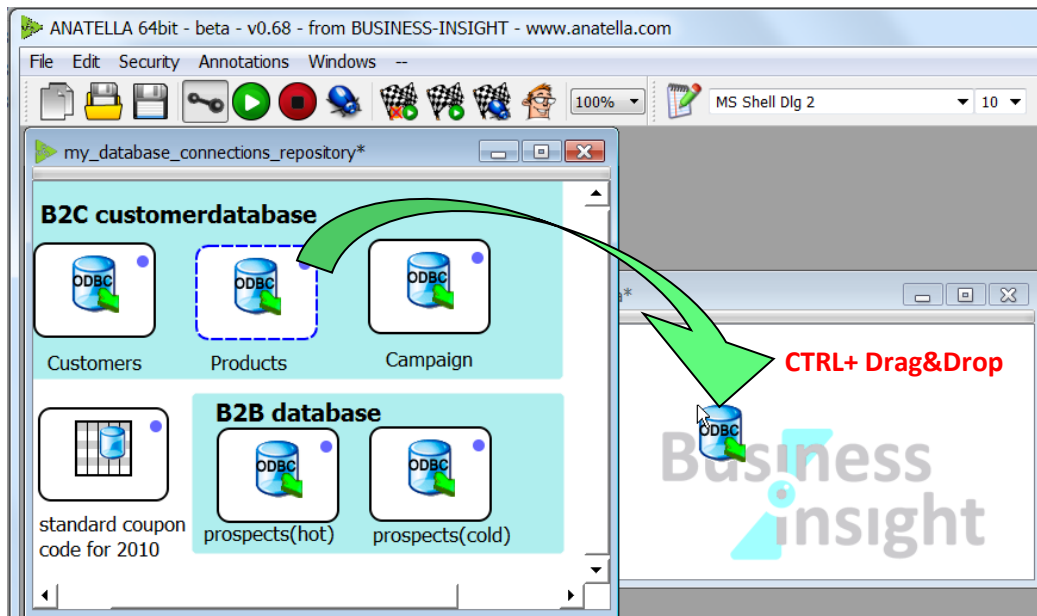 ANATELLA 64bit - beta - v0.68 - from BUSINESS-INSIGHT - www.anatella.com
File Edit Security Annotations Windows --
100% MS Shell Dlg 2 10
my_database_connections_repository*
B2C customerdatabase
ODBC ODBC ODBC
Customers Products Campaign
a*
CTRL+ Drag&Drop
B2B database
ODBC ODBC
standard coupon
code for 2010
prospects(hot) prospects(cold)
ODBC
Business
insight